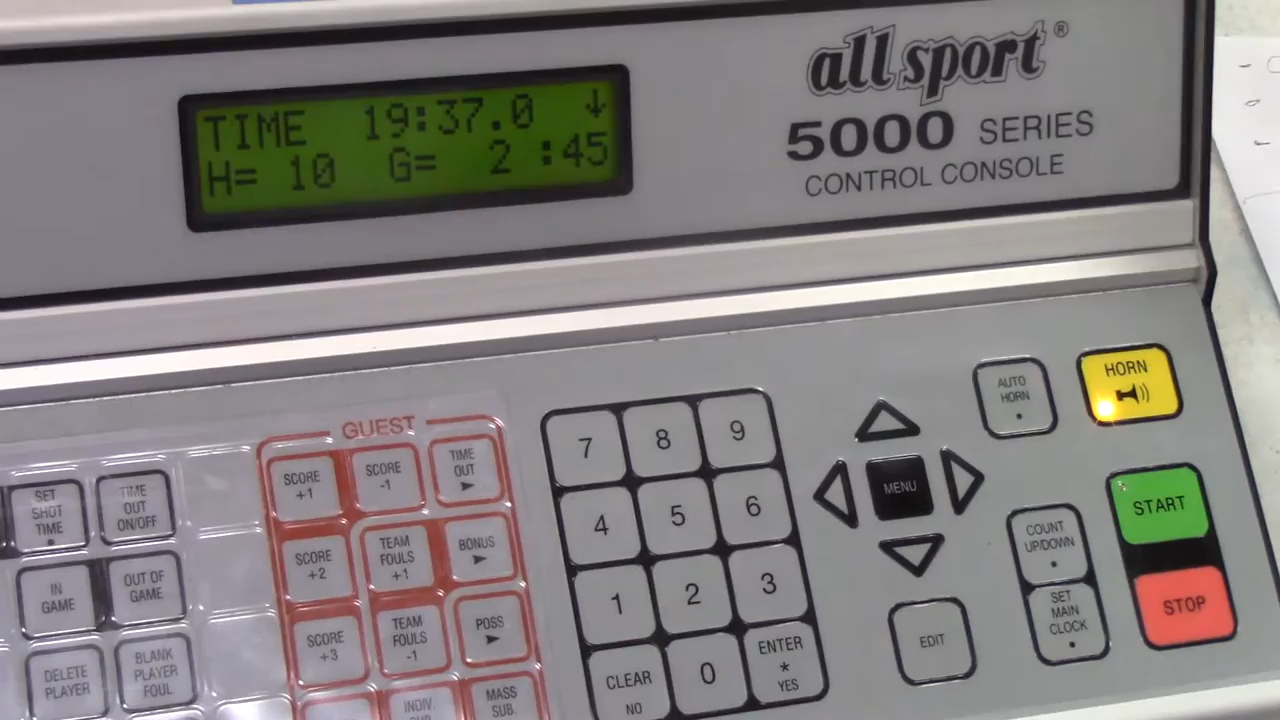 TIME 19:37.0 ↓
H= 10 G= 2 :45
all sport®
5000 SERIES
CONTROL CONSOLE
GUEST
SCORE +1
SCORE -1
TIME OUT
SCORE +2
TEAM FOULS +1
BONUS
SCORE +3
TEAM FOULS -1
POSS
INDIV.
MASS SUB.
SET SHOT TIME
TIME OUT ON/OFF
IN GAME
OUT OF GAME
DELETE PLAYER
BLANK PLAYER FOUL
7 8 9
4 5 6
1 2 3
CLEAR NO
0
ENTER * YES
MENU
EDIT
AUTO HORN
HORN
COUNT UP/DOWN
SET MAIN CLOCK
START
STOP